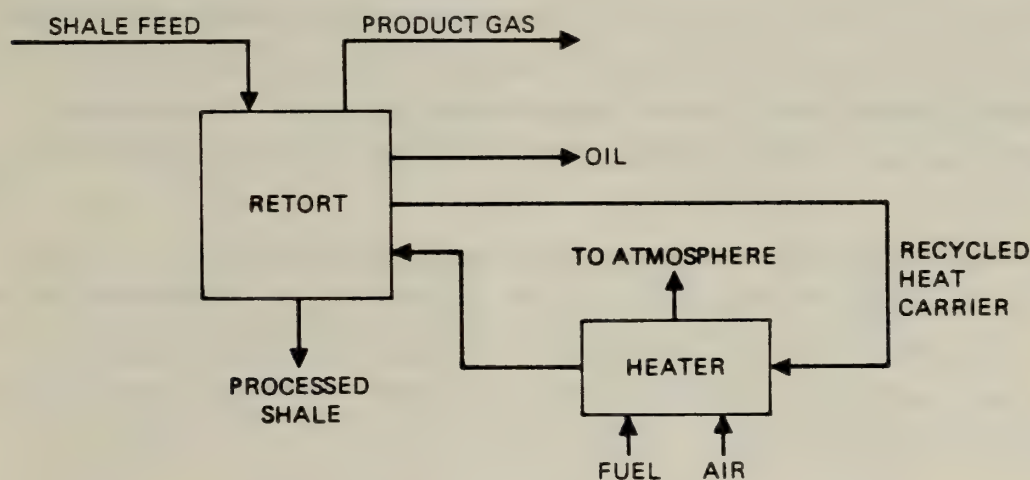 SHALE FEED
PRODUCT GAS
OIL
RETORT
RECYCLED
HEAT
CARRIER
TO ATMOSPHERE
HEATER
PROCESSED
SHALE
FUEL
AIR